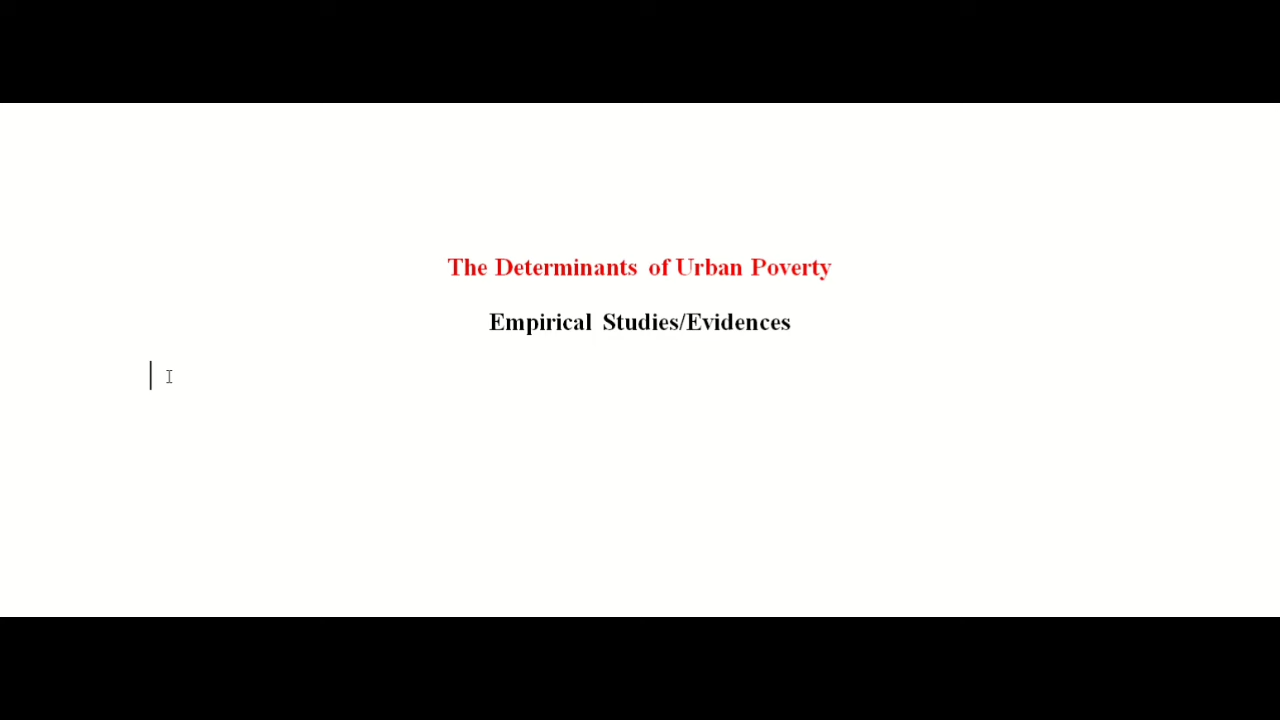 The Determinants of Urban Poverty
Empirical Studies/Evidences